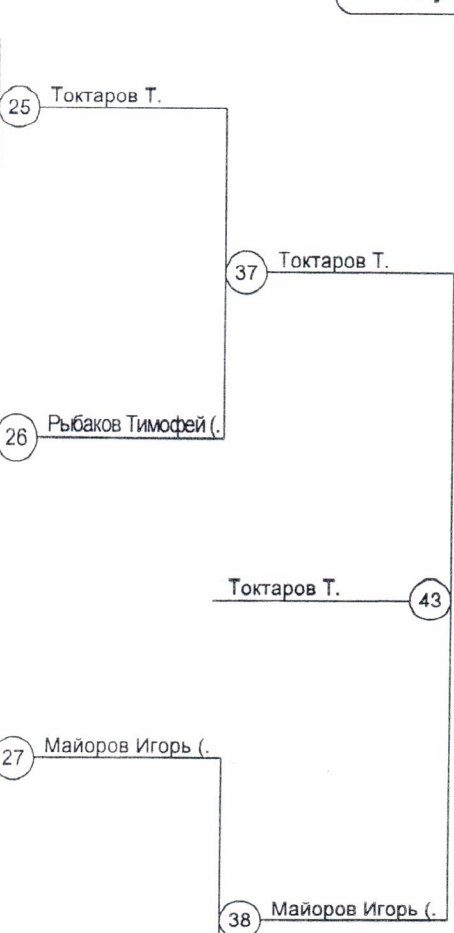 25 Токтаров Т.
37 Токтаров Т.
26 Рыбаков Тимофей (.
Токтаров Т. 43
27 Майоров Игорь (.
38 Майоров Игорь (.